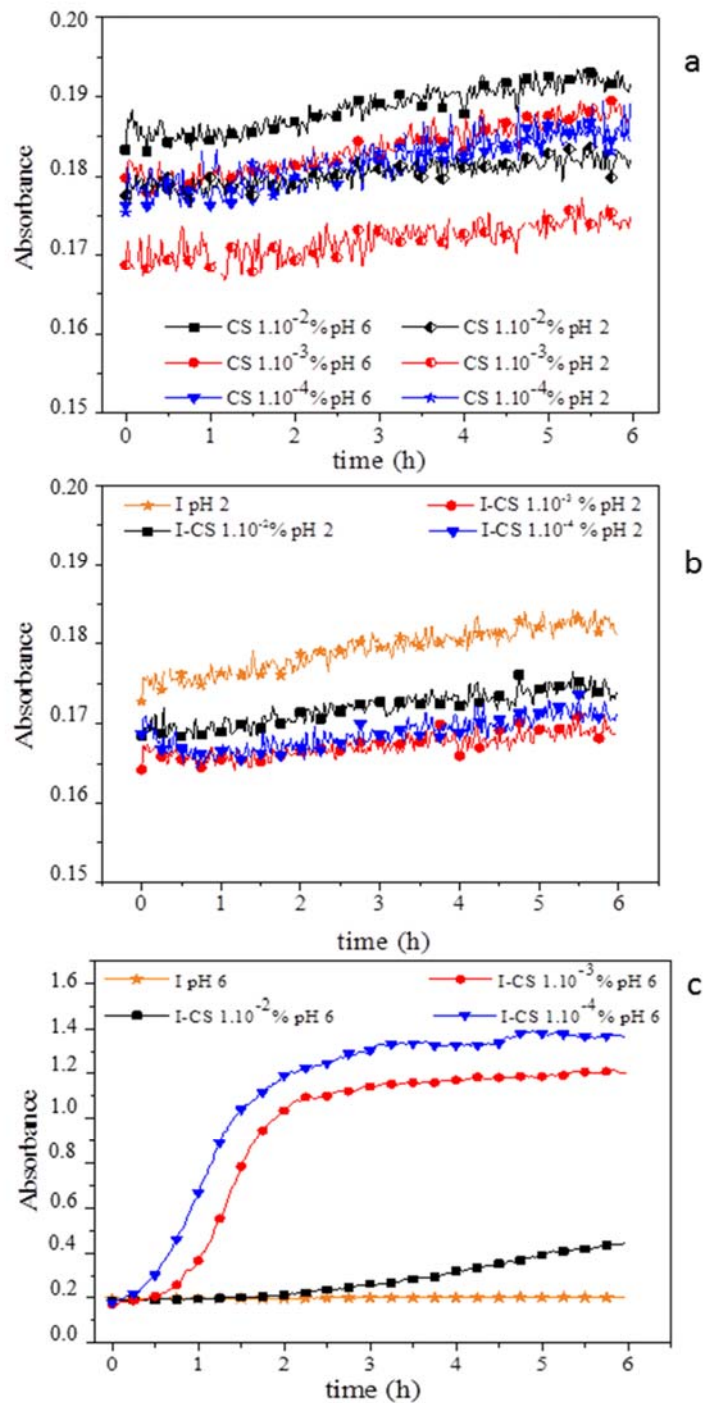 a
0.20
0.19
0.18
0.17
0.16
0.15
Absorbance
CS 1.10-2% pH 6 CS 1.10-2% pH 2
CS 1.10-3% pH 6 CS 1.10-3% pH 2
CS 1.10-4% pH 6 CS 1.10-4% pH 2
0 1 2 3 4 5 6
time (h)
b
0.20
0.19
0.18
0.17
0.16
0.15
Absorbance
I pH 2 I-CS 1.10-3 % pH 2
I-CS 1.10-2% pH 2 I-CS 1.10-4 % pH 2
0 1 2 3 4 5 6
time (h)
c
1.6
1.4
1.2
1.0
0.8
0.6
0.4
0.2
0.0
Absorbance
I pH 6 I-CS 1.10-3% pH 6
I-CS 1.10-2% pH 6 I-CS 1.10-4% pH 6
0 1 2 3 4 5 6
time (h)